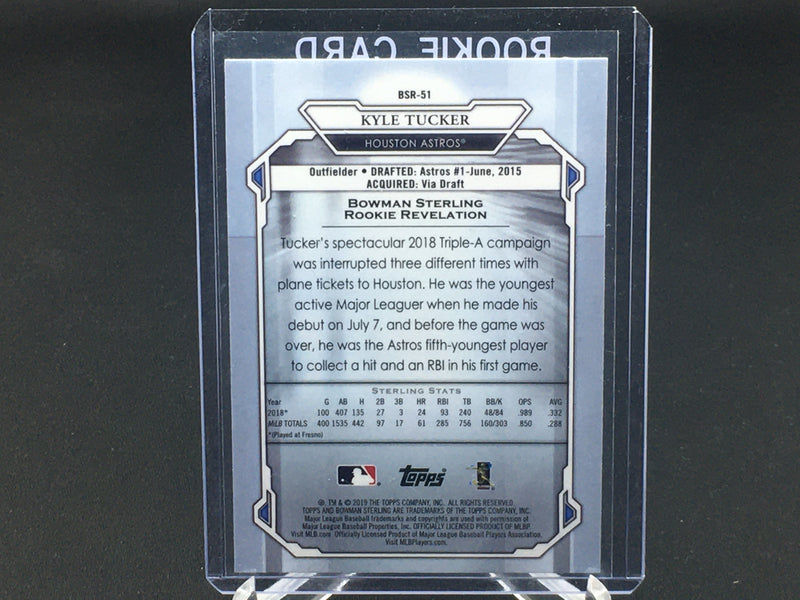 ROOKIE CARD
BSR-51
KYLE TUCKER
HOUSTON ASTROS®
Outfielder • DRAFTED: Astros #1-June, 2015
ACQUIRED: Via Draft
BOWMAN STERLING
ROOKIE REVELATION
Tucker's spectacular 2018 Triple-A campaign
was interrupted three different times with
plane tickets to Houston. He was the youngest
active Major Leaguer when he made his
debut on July 7, and before the game was
over, he was the Astros fifth-youngest player
to collect a hit and an RBI in his first game.
STERLING STATS
Year G AB H 2B 3B HR RBI TB BB/K OPS AVG
2018* 100 407 135 27 3 24 93 240 48/84 .989 .332
MLB TOTALS 400 1535 442 97 17 61 285 756 160/303 .850 .288
*(Played at Fresno)
topps
®, TM & © 2019 THE TOPPS COMPANY, INC. ALL RIGHTS RESERVED.
TOPPS AND BOWMAN STERLING ARE TRADEMARKS OF THE TOPPS COMPANY, INC.
Major League Baseball trademarks and copyrights are used with permission of
Major League Baseball Properties, Inc. OFFICIALLY LICENSED PRODUCT OF MLBP.
Visit MLB.com Officially Licensed Product of Major League Baseball Players Association.
Visit MLBPlayers.com.